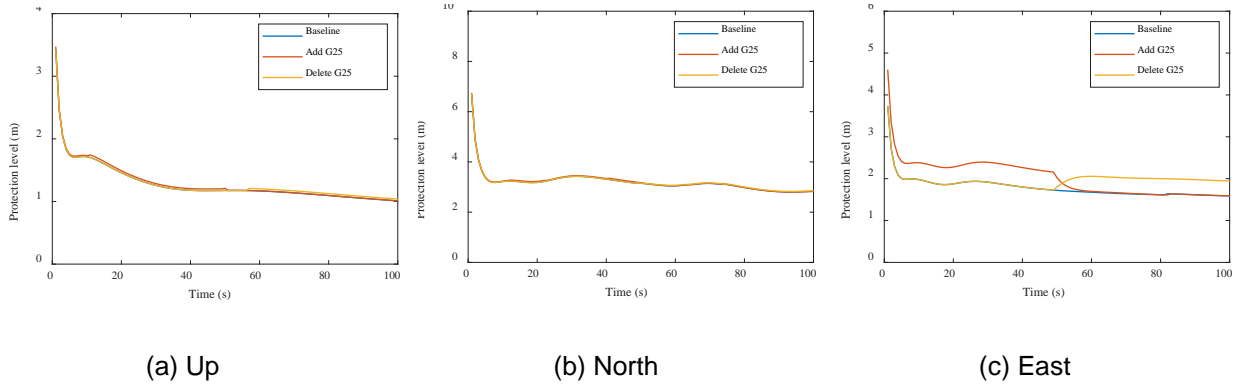 4
3
2
1
0
Protection level (m)
0 20 40 60 80 100
Time (s)
Baseline
Add G25
Delete G25
(a) Up
10
8
6
4
2
0
Protection level (m)
0 20 40 60 80 100
Time (s)
Baseline
Add G25
Delete G25
(b) North
6
5
4
3
2
1
0
Protection level (m)
0 20 40 60 80 100
Time (s)
Baseline
Add G25
Delete G25
(c) East